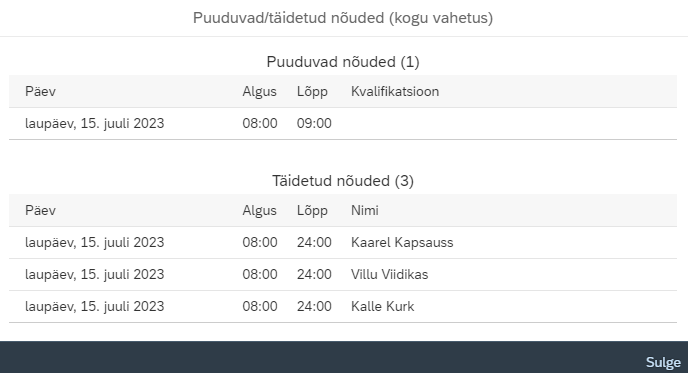 Puuduvad/täidetud nõuded (kogu vahetus)
Puuduvad nõuded (1)
Päev Algus Lõpp Kvalifikatsioon
laupäev, 15. juuli 2023 08:00 09:00
Täidetud nõuded (3)
Päev Algus Lõpp Nimi
laupäev, 15. juuli 2023 08:00 24:00 Kaarel Kapsauss
laupäev, 15. juuli 2023 08:00 24:00 Villu Viidikas
laupäev, 15. juuli 2023 08:00 24:00 Kalle Kurk
Sulge